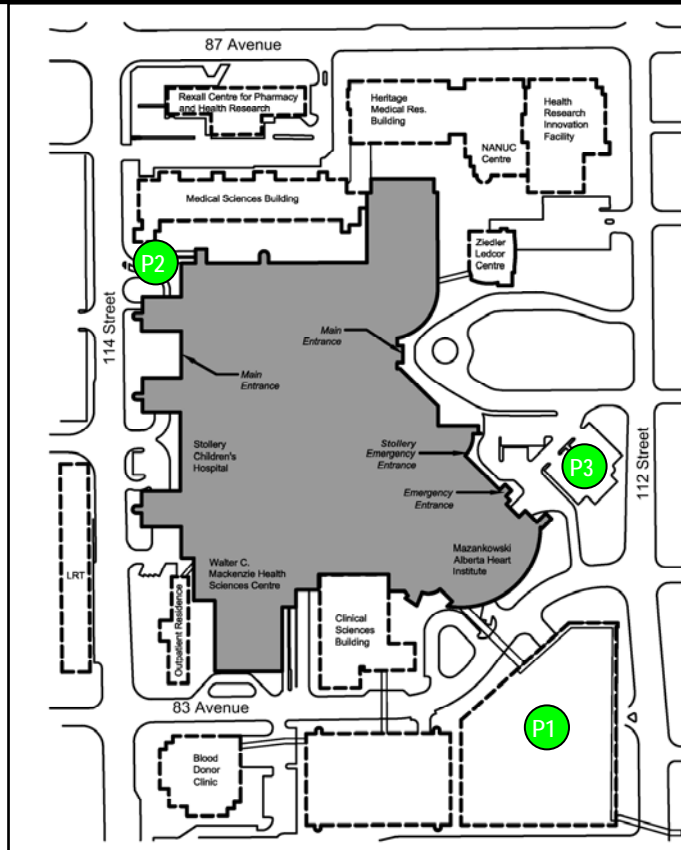 87 Avenue
Rexall Centre for Pharmacy
and Health Research
Heritage
Medical Res.
Building
NANUC
Centre
Health
Research
Innovation
Facility
Medical Sciences Building
P2
Ziedler
Ledcor
Centre
114 Street
Main
Entrance
Main
Entrance
Stollery
Children's
Hospital
Stollery
Emergency
Entrance
Emergency
Entrance
P3
112 Street
LRT
Walter C.
Mackenzie Health
Sciences Centre
Mazankowski
Alberta Heart
Institute
Outpatient Residence
Clinical
Sciences
Building
83 Avenue
P1
Blood
Donor
Clinic